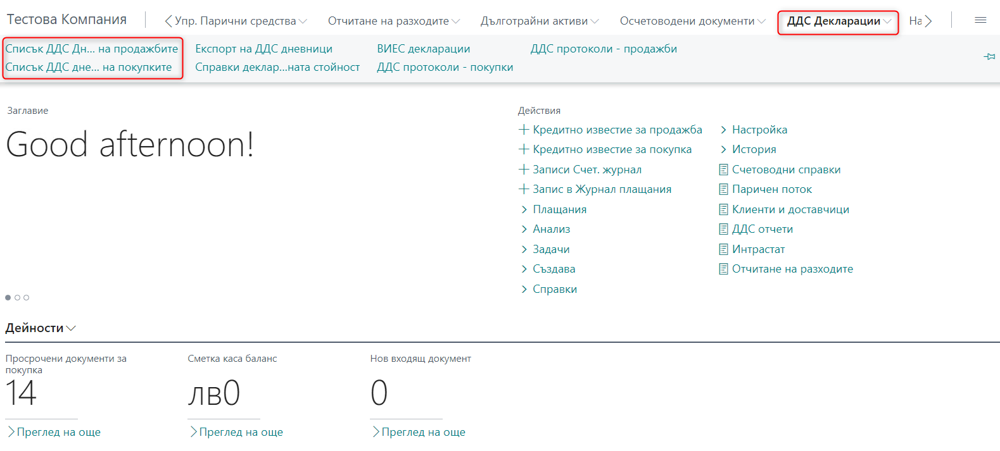 Тестова Компания
Упр. Парични средства
Отчитане на разходите
Дълготрайни активи
Осчетоводени документи
ДДС Декларации
На
Списък ДДС Дн... на продажбите
Експорт на ДДС дневници
ВИЕС декларации
ДДС протоколи - продажби
Списък ДДС дне... на покупките
Справки деклар...ната стойност
ДДС протоколи - покупки
Заглавие
Good afternoon!
Действия
Кредитно известие за продажба
Кредитно известие за покупка
Записи Счет. журнал
Запис в Журнал плащания
Плащания
Анализ
Задачи
Създава
Справки
Настройка
История
Счетоводни справки
Паричен поток
Клиенти и доставчици
ДДС отчети
Интрастат
Отчитане на разходите
Дейности
Просрочени документи за
покупка
14
Преглед на още
Сметка каса баланс
лв0
Преглед на още
Нов входящ документ
0
Преглед на още